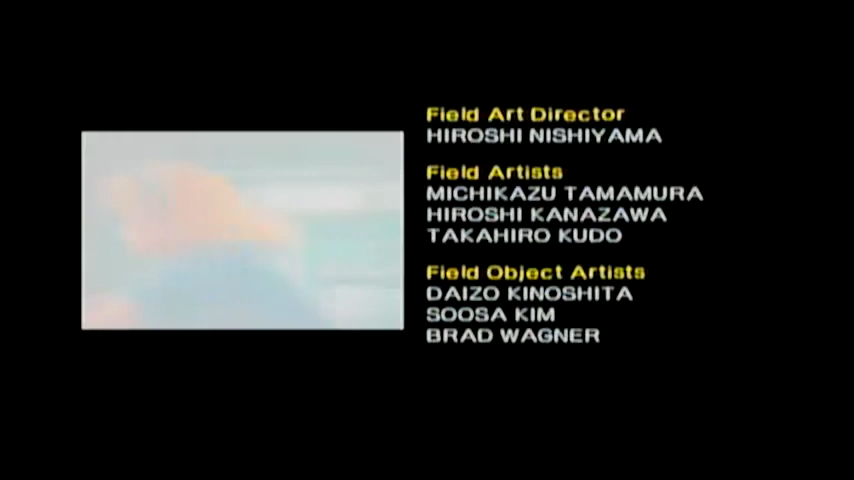 Field Art Director
HIROSHI NISHIYAMA
Field Artists
MICHIKAZU TAMAMURA
HIROSHI KANAZAWA
TAKAHIRO KUDO
Field Object Artists
DAIZO KINOSHITA
SOOSA KIM
BRAD WAGNER